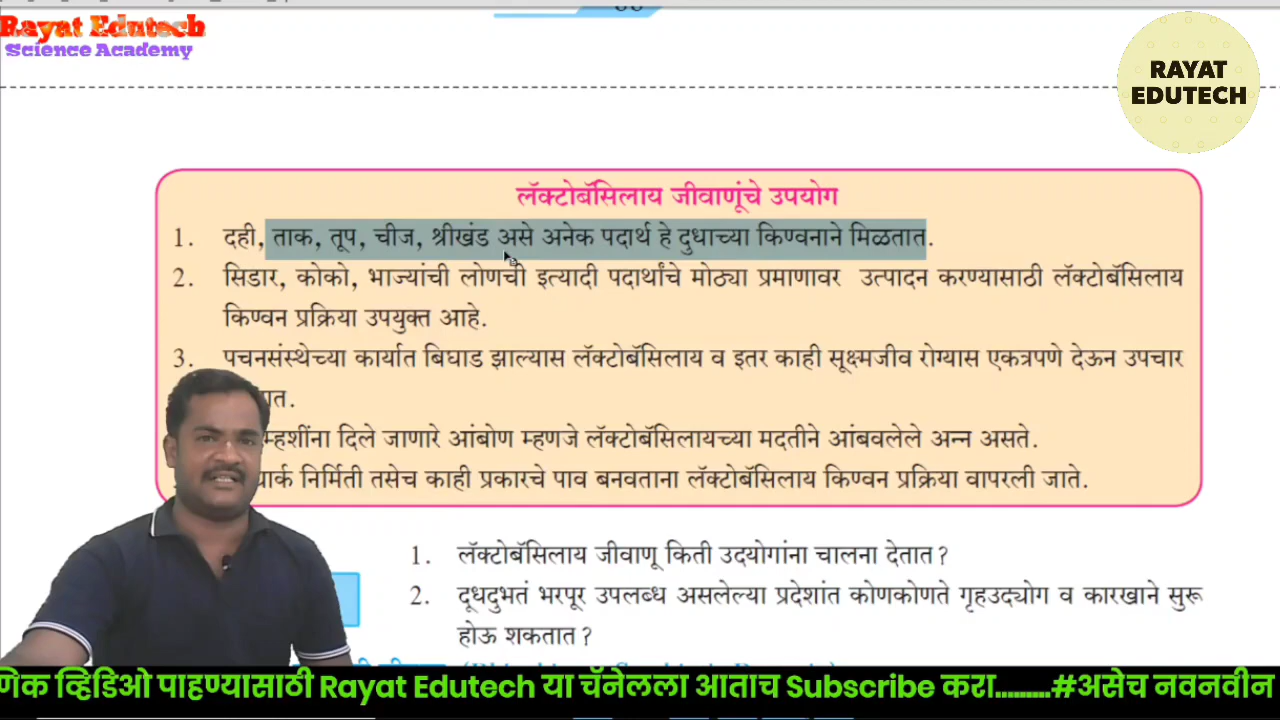 Rayat Edutech
Science Academy
RAYAT
EDUTECH
लॅक्टोबॅसिलाय जीवाणूंचे उपयोग
1. दही, ताक, तूप, चीज, श्रीखंड असे अनेक पदार्थ हे दुधाच्या किण्वनाने मिळतात.
2. सिडार, कोको, भाज्यांची लोणची इत्यादी पदार्थांचे मोठ्या प्रमाणावर उत्पादन करण्यासाठी लॅक्टोबॅसिलाय
किण्वन प्रक्रिया उपयुक्त आहे.
3. पचनसंस्थेच्या कार्यात बिघाड झाल्यास लॅक्टोबॅसिलाय व इतर काही सूक्ष्मजीव रोग्यास एकत्रपणे देऊन उपचार
दिले जाणारे आंबोण म्हणजे लॅक्टोबॅसिलायच्या मदतीने आंबवलेले अन्न असते.
निर्मिती तसेच काही प्रकारचे पाव बनवताना लॅक्टोबॅसिलाय किण्वन प्रक्रिया वापरली जाते.
1. लॅक्टोबॅसिलाय जीवाणू किती उदयोगांना चालना देतात?
2. दूधदुभतं भरपूर उपलब्ध असलेल्या प्रदेशांत कोणकोणते गृहउद्योग व कारखाने सुरू
होऊ शकतात?
व्हिडिओ पाहण्यासाठी Rayat Edutech या चॅनेलला आताच Subscribe करा.........#असेच नवनवीन